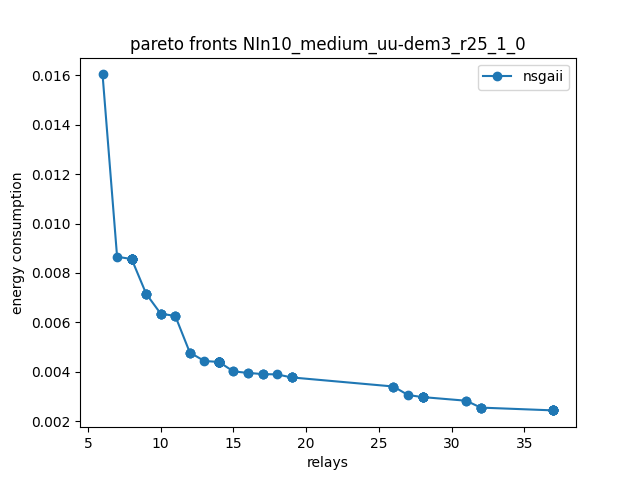 pareto fronts NIn10_medium_uu-dem3_r25_1_0
nsgaii
0.016
0.014
0.012
0.010
0.008
0.006
0.004
0.002
energy consumption
5 10 15 20 25 30 35
relays